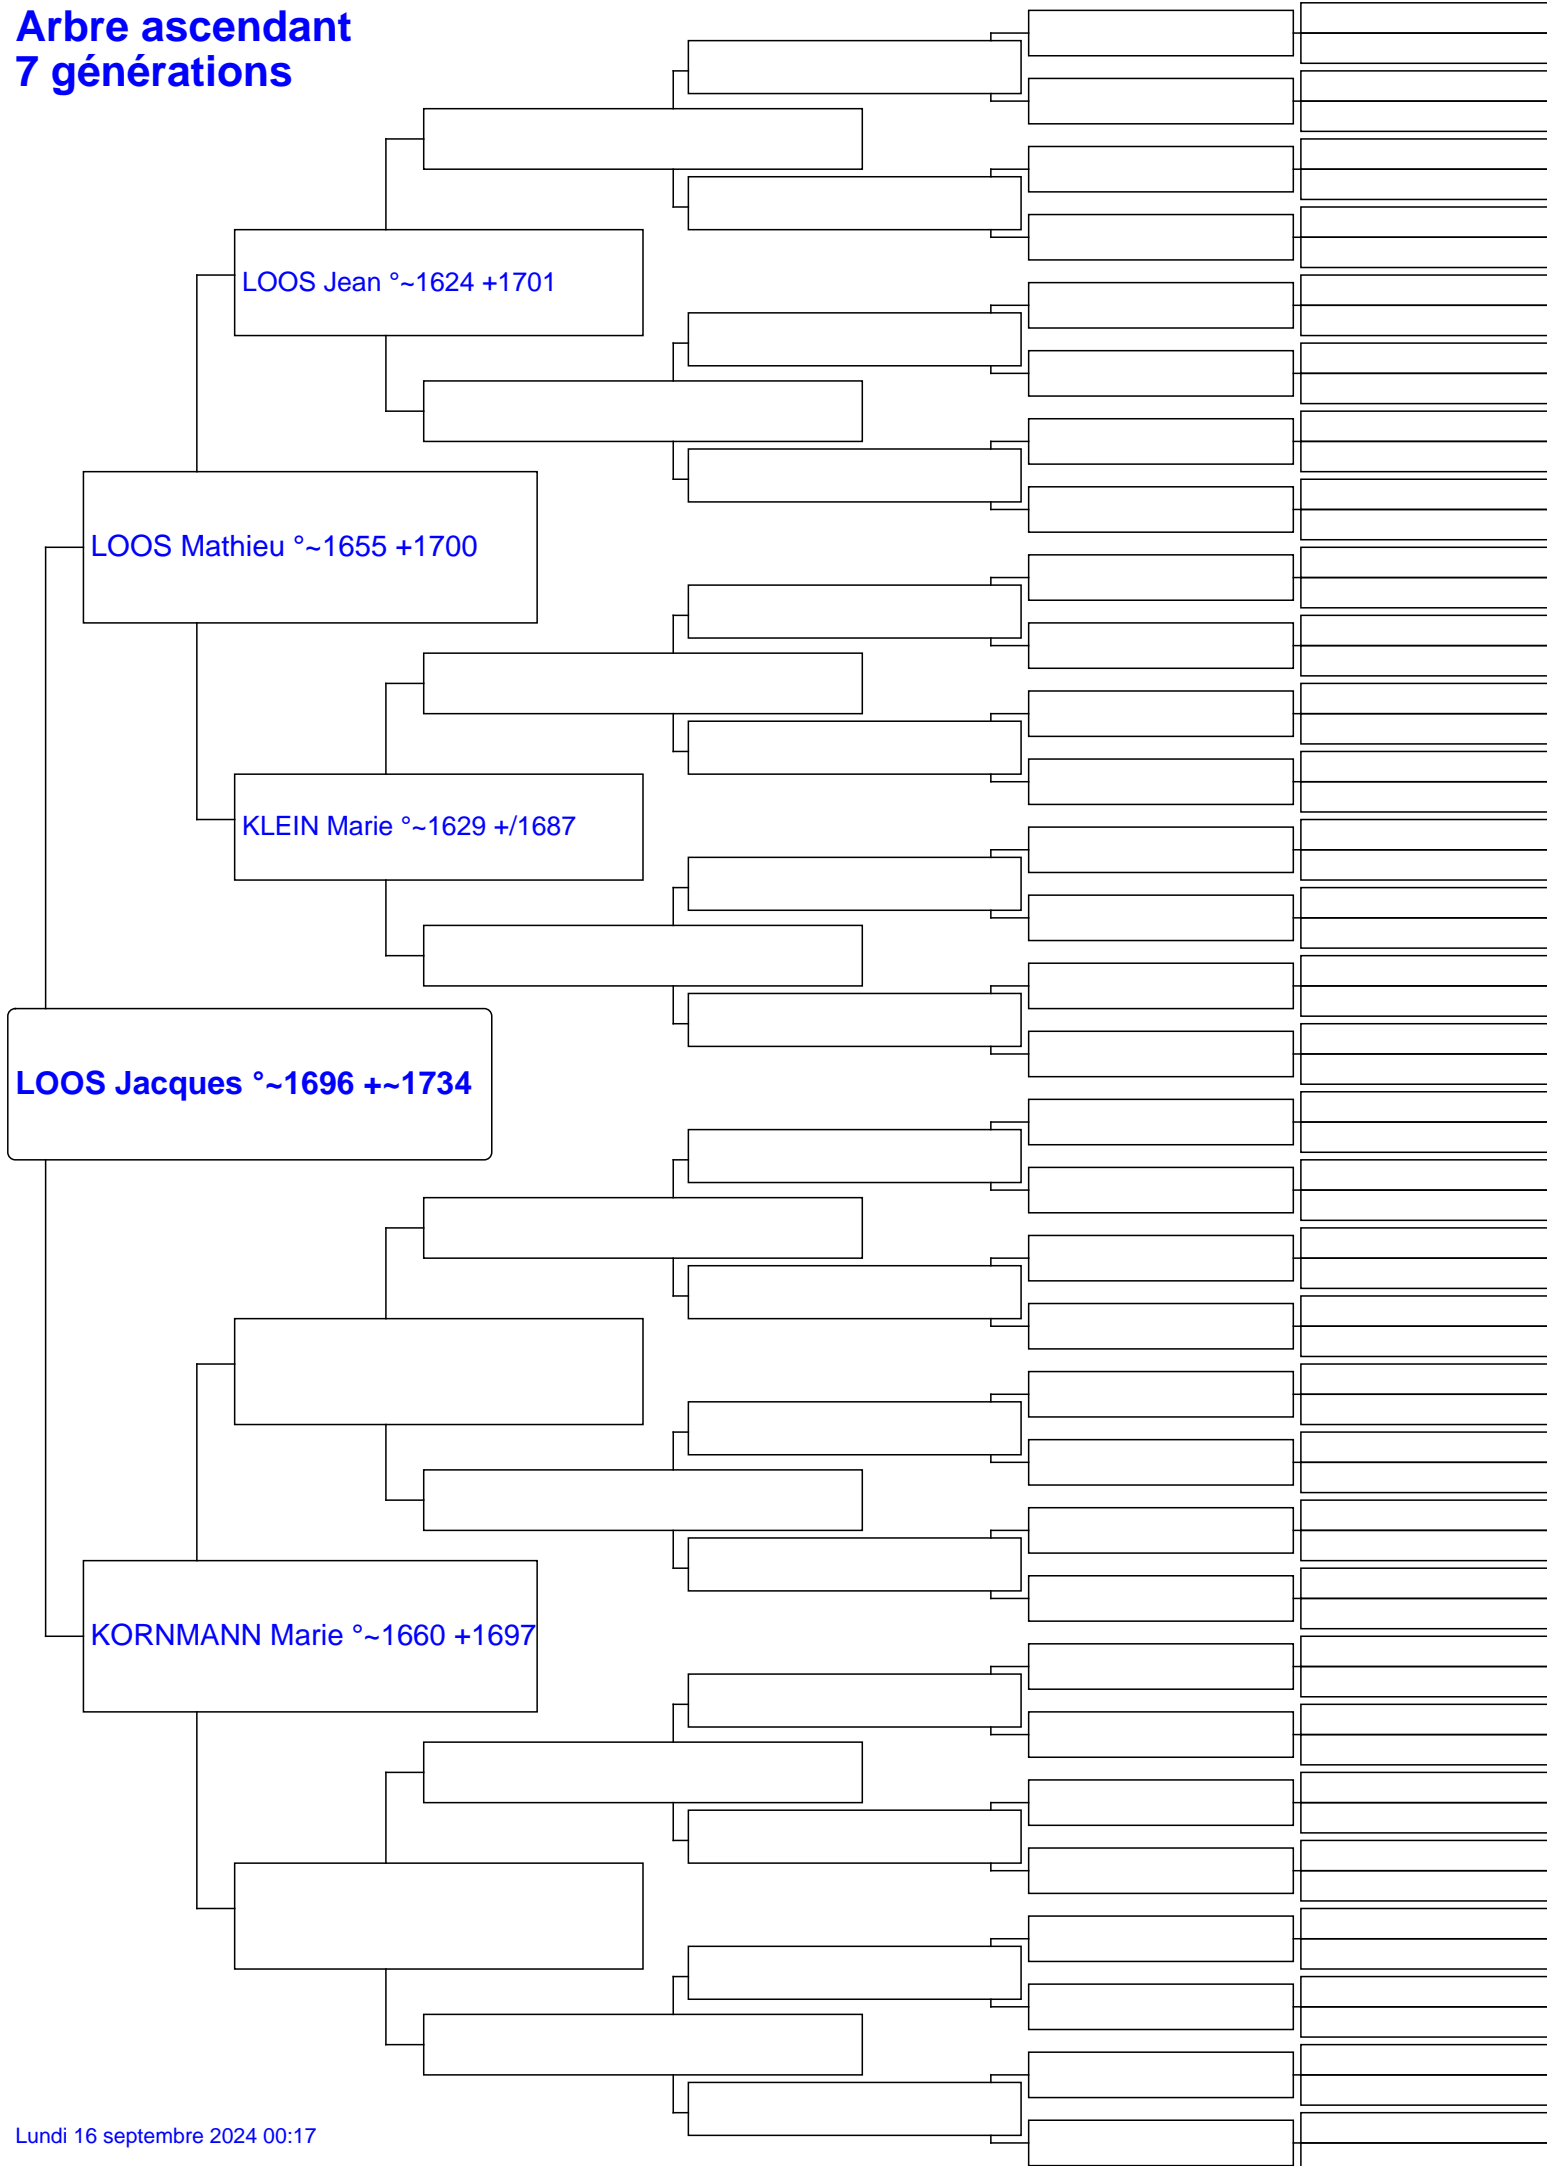 Arbre ascendant
7 générations
LOOS Jean °~1624 +1701
LOOS Mathieu °~1655 +1700
KLEIN Marie °~1629 +/1687
LOOS Jacques °~1696 +~1734
KORNMANN Marie °~1660 +1697
Lundi 16 septembre 2024 00:17